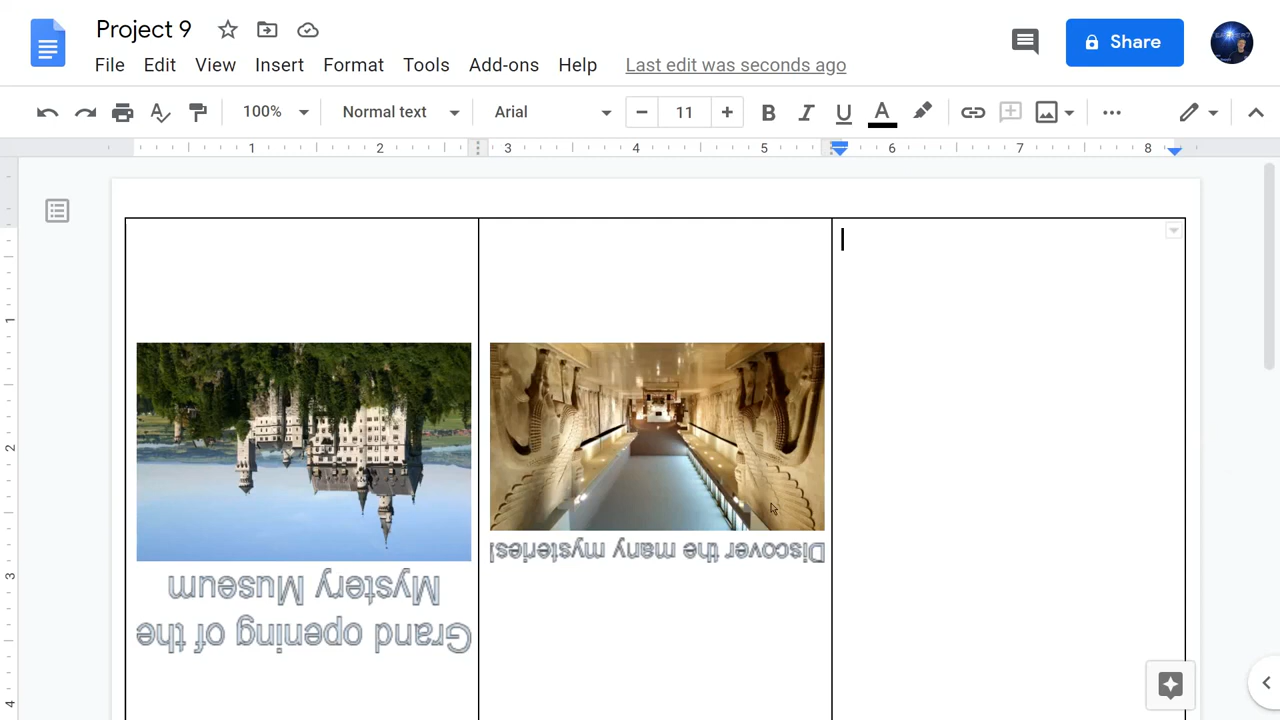 Project 9
File Edit View Insert Format Tools Add-ons Help Last edit was seconds ago
Share
100% Normal text Arial 11 B I U A
1 2 3 4 5 6 7 8
1
2
3
4
Grand opening of the
Mystery Museum
Discover the many mysteries!